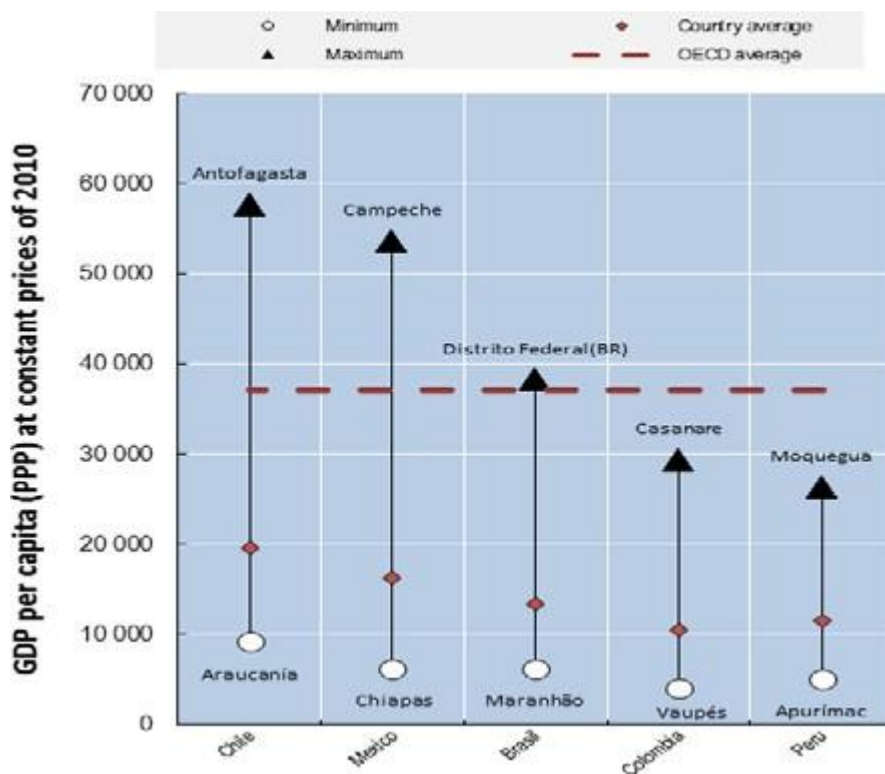 Minimum
Country average
Maximum
OECD average
GDP per capita (PPP) at constant prices of 2010
70 000
60 000
50 000
40 000
30 000
20 000
10 000
0
Antofagasta
Campeche
Distrito Federal(BR)
Casanare
Moquegua
Araucanía
Chiapas
Maranhão
Vaupés
Apurímac
Chile
Mexico
Brasil
Colombia
Peru